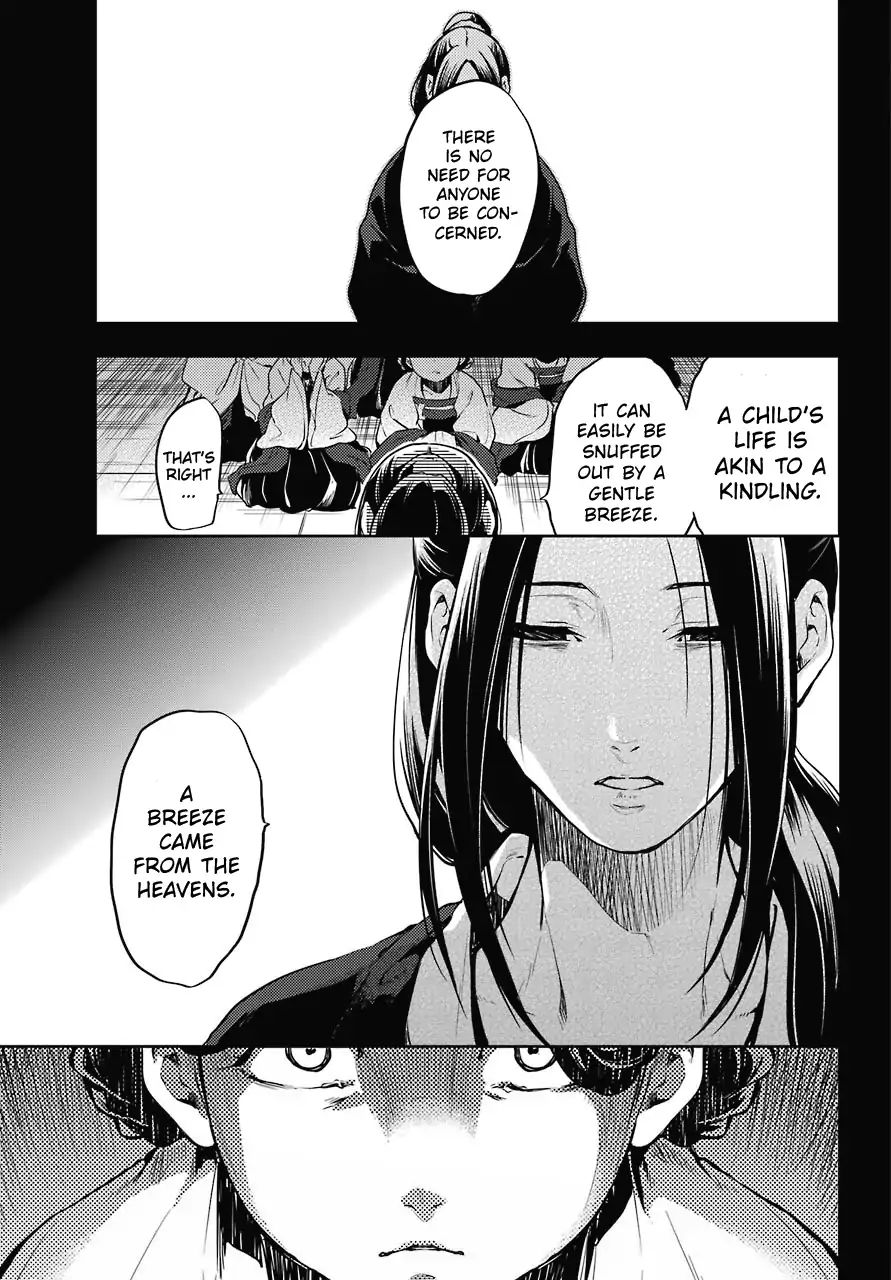 THERE
IS NO
NEED FOR
ANYONE
TO BE CON-
CERNED.
A CHILD'S
LIFE IS
AKIN TO A
KINDLING.
IT CAN
EASILY BE
SNUFFED
OUT BY A
GENTLE
BREEZE.
THAT'S
RIGHT
...
A
BREEZE
CAME
FROM THE
HEAVENS.